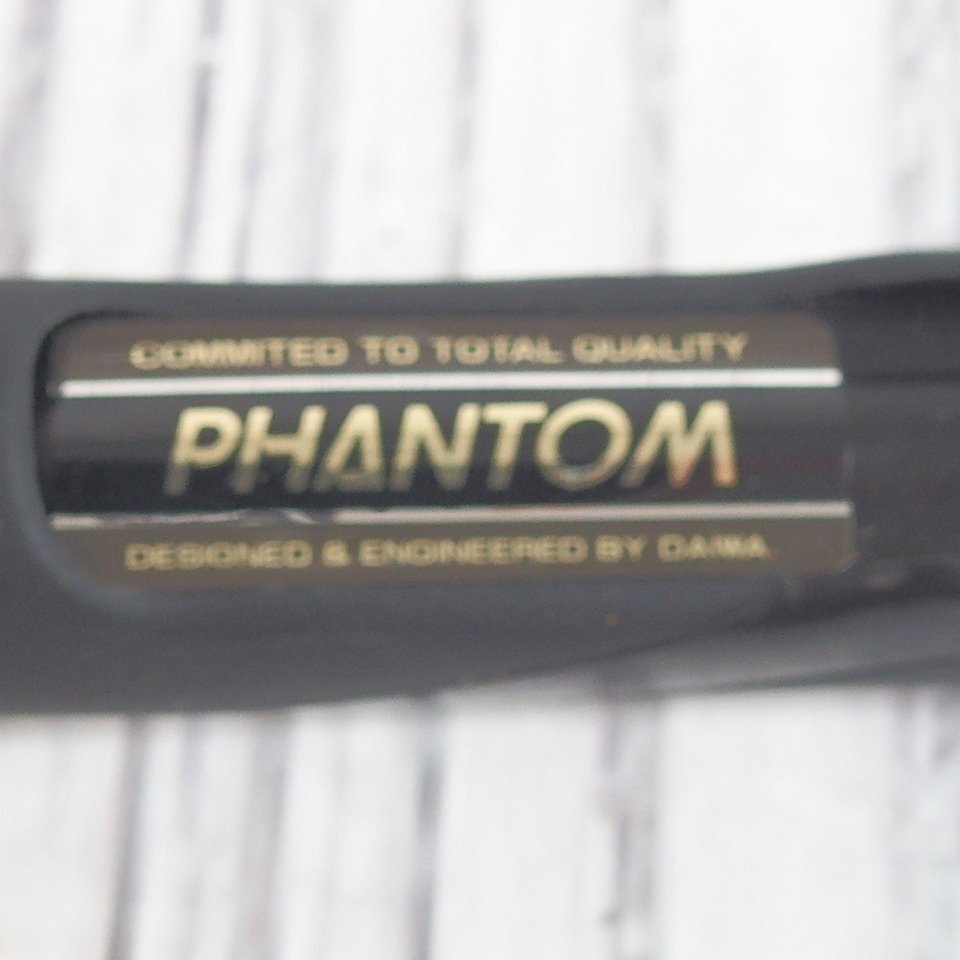 COMMITED TO TOTAL QUALITY
PHANTOM
DESIGNED & ENGINEERED BY DAIWA